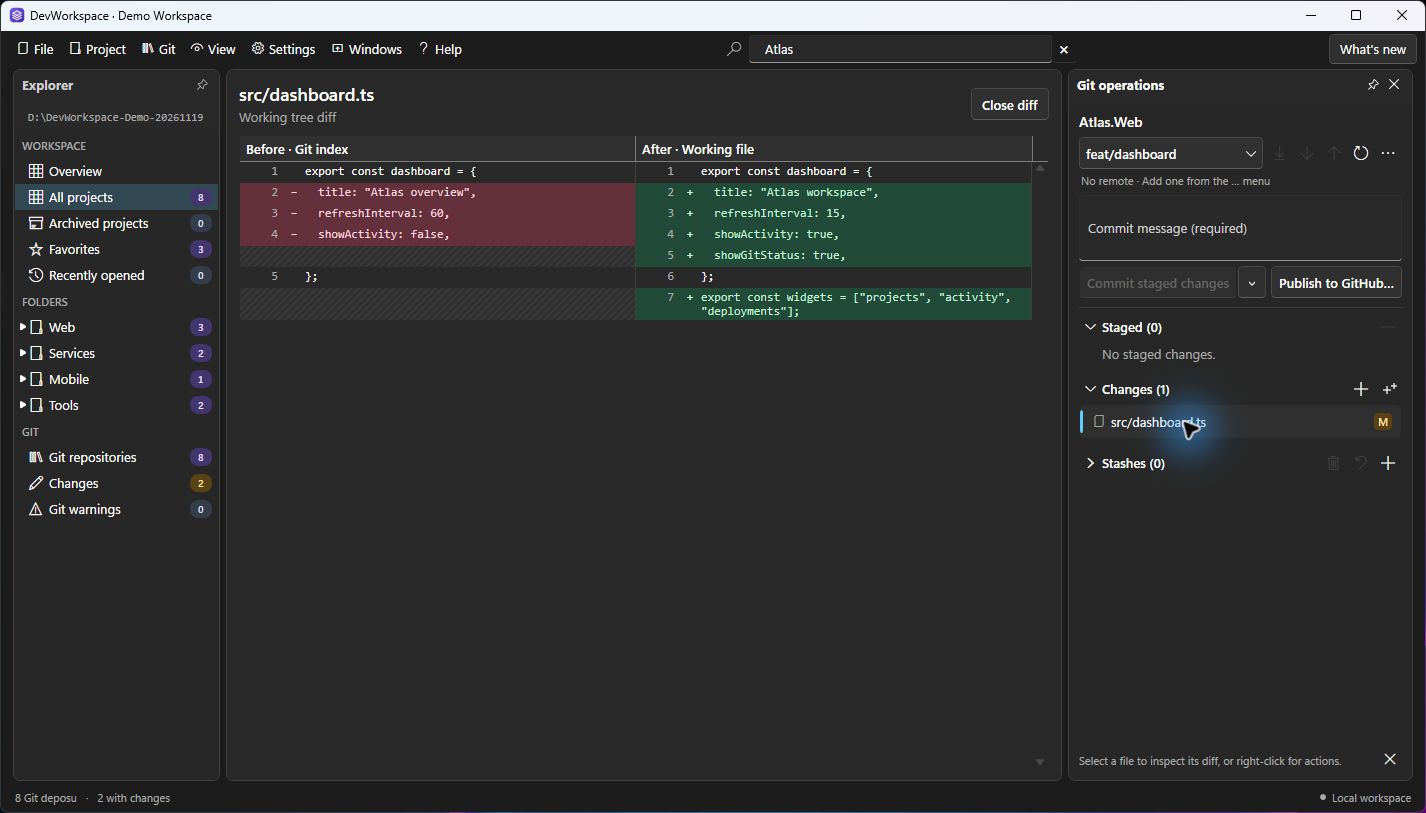 DevWorkspace · Demo Workspace
File Project Git View Settings Windows ? Help
Atlas
What's new
Explorer
D:\DevWorkspace-Demo-20261119
WORKSPACE
Overview
All projects 8
Archived projects 0
Favorites 3
Recently opened 0
FOLDERS
Web 3
Services 2
Mobile 1
Tools 2
GIT
Git repositories 8
Changes 2
Git warnings 0
src/dashboard.ts
Working tree diff
Close diff
Before · Git index
1 export const dashboard = {
2 - title: "Atlas overview",
3 - refreshInterval: 60,
4 - showActivity: false,
5 };
After · Working file
1 export const dashboard = {
2 + title: "Atlas workspace",
3 + refreshInterval: 15,
4 + showActivity: true,
5 + showGitStatus: true,
6 };
7 + export const widgets = ["projects", "activity",
"deployments"];
Git operations
Atlas.Web
feat/dashboard
No remote · Add one from the ... menu
Commit message (required)
Commit staged changes
Publish to GitHub...
Staged (0)
No staged changes.
Changes (1)
src/dashboard.ts M
Stashes (0)
Select a file to inspect its diff, or right-click for actions.
8 Git deposu · 2 with changes
Local workspace